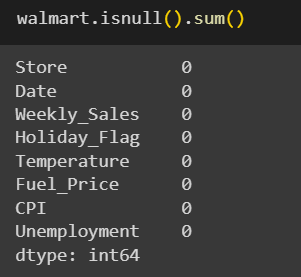 walmart.isnull().sum()
Store 0
Date 0
Weekly_Sales 0
Holiday_Flag 0
Temperature 0
Fuel_Price 0
CPI 0
Unemployment 0
dtype: int64